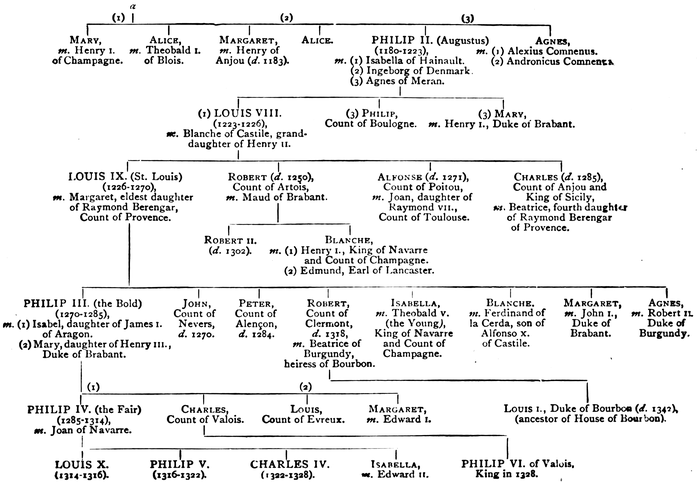 a
(1) (2) (3)
MARY,
m. Henry I.
of Champagne.
ALICE,
m. Theobald I.
of Blois.
MARGARET,
m. Henry of
Anjou (d. 1183).
ALICE.
PHILIP II. (Augustus)
(1180-1223),
m. (1) Isabella of Hainault.
(2) Ingeborg of Denmark.
(3) Agnes of Meran.
AGNES,
m. (1) Alexius Comnenus.
(2) Andronicus Comnenus.
(1) LOUIS VIII.
(1223-1226),
m. Blanche of Castile, grand-
daughter of Henry II.
(3) PHILIP,
Count of Boulogne.
(3) MARY,
m. Henry I., Duke of Brabant.
LOUIS IX. (St. Louis)
(1226-1270),
m. Margaret, eldest daughter
of Raymond Berengar,
Count of Provence.
ROBERT (d. 1250),
Count of Artois,
m. Maud of Brabant.
ALFONSE (d. 1271),
Count of Poitou,
m. Joan, daughter of
Raymond VII.,
Count of Toulouse.
CHARLES (d. 1285),
Count of Anjou and
King of Sicily,
m. Beatrice, fourth daughter
of Raymond Berengar
of Provence.
ROBERT II.
(d. 1302).
BLANCHE,
m. (1) Henry I., King of Navarre
and Count of Champagne.
(2) Edmund, Earl of Lancaster.
PHILIP III. (the Bold)
(1270-1285),
m. (1) Isabel, daughter of James I.
of Aragon.
(2) Mary, daughter of Henry III.,
Duke of Brabant.
JOHN,
Count of
Nevers,
d. 1270.
PETER,
Count of
Alençon,
d. 1284.
ROBERT,
Count of
Clermont,
d. 1318,
m. Beatrice of
Burgundy,
heiress of Bourbon.
ISABELLA,
m. Theobald V.
(the Young),
King of Navarre
and Count of
Champagne.
BLANCHE.
m. Ferdinand of
la Cerda, son of
Alfonso X.
of Castile.
MARGARET,
m. John I.,
Duke of
Brabant.
AGNES,
m. Robert II.
Duke of
Burgundy.
(1) (2)
PHILIP IV. (the Fair)
(1285-1314),
m. Joan of Navarre.
CHARLES,
Count of Valois.
LOUIS,
Count of Evreux.
MARGARET,
m. Edward I.
LOUIS I., Duke of Bourbon (d. 1342),
(ancestor of House of Bourbon).
LOUIS X.
(1314-1316).
PHILIP V.
(1316-1322).
CHARLES IV.
(1322-1328).
ISABELLA,
m. Edward II.
PHILIP VI. of Valois,
King in 1328.